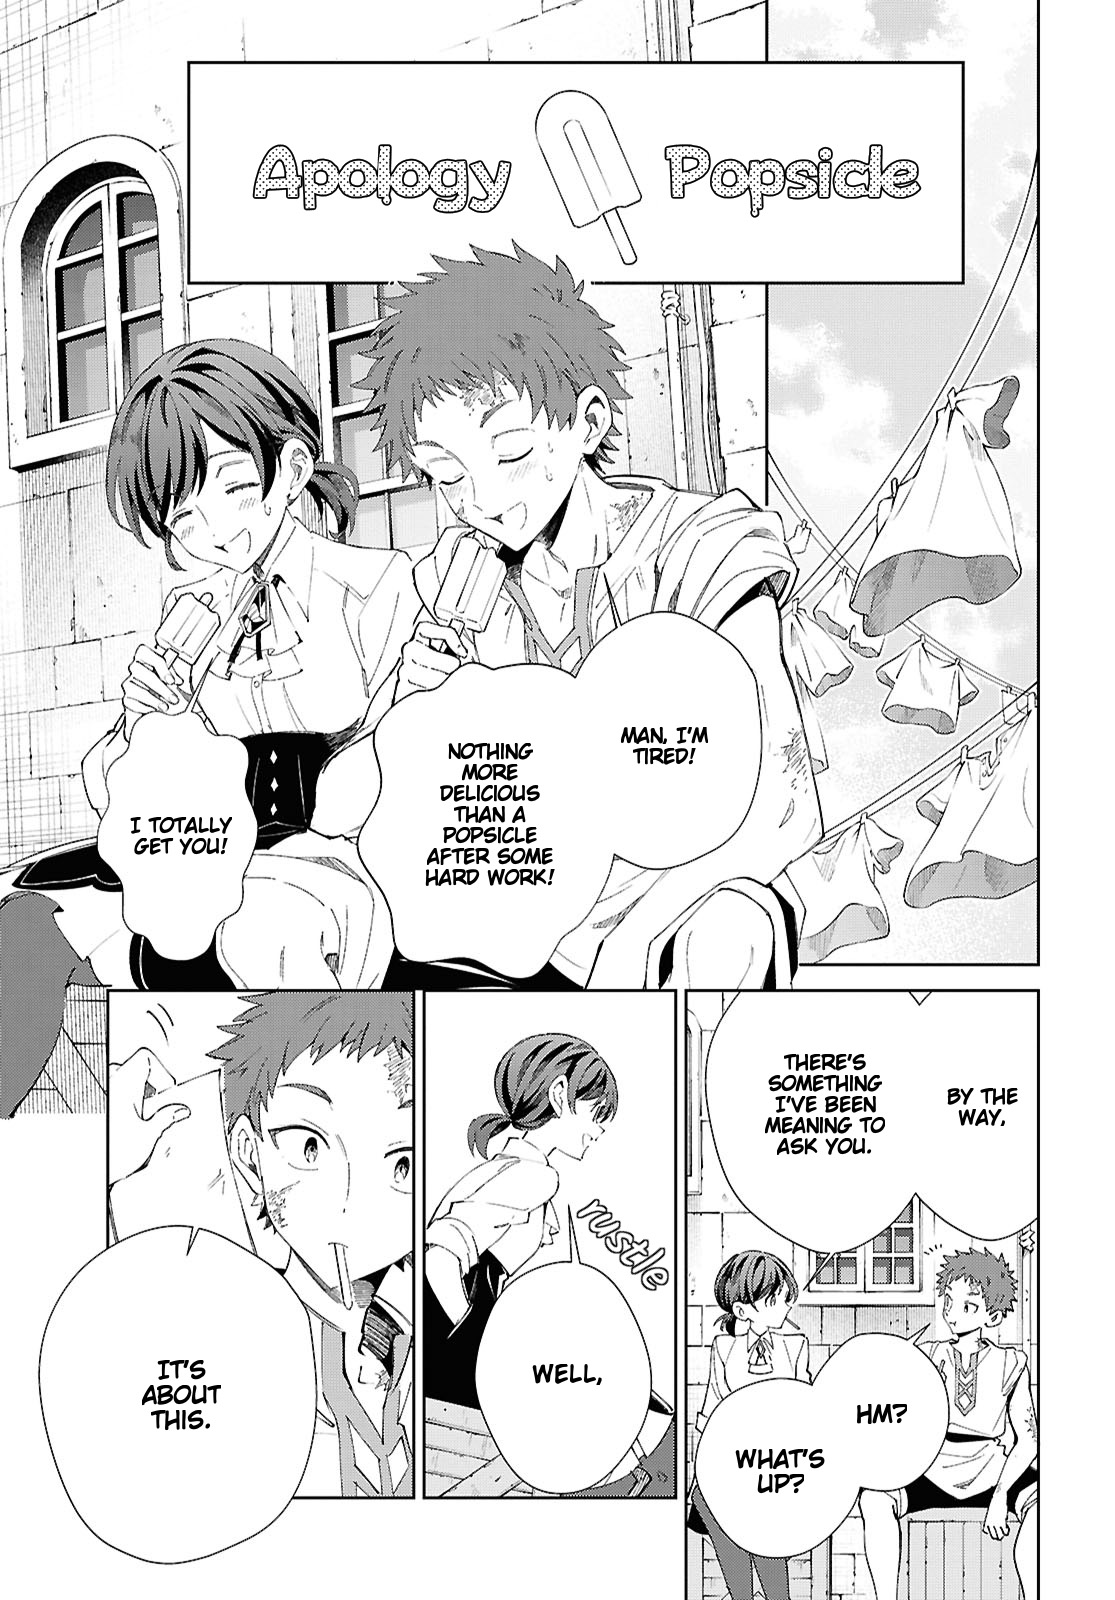 Apology Popsicle
MAN, I'M
TIRED!
NOTHING
MORE
DELICIOUS
THAN A
POPSICLE
AFTER SOME
HARD WORK!
I TOTALLY
GET YOU!
BY THE
WAY,
THERE'S
SOMETHING
I'VE BEEN
MEANING TO
ASK YOU.
HM?
WHAT'S
UP?
WELL,
rustle
IT'S
ABOUT
THIS.